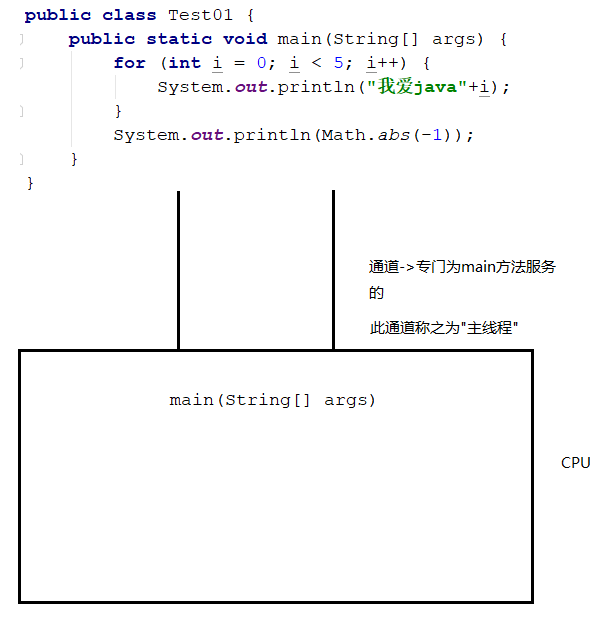 public class Test01 {
public static void main(String[] args) {
for (int i = 0; i < 5; i++) {
System.out.println("我爱java"+i);
}
System.out.println(Math.abs(-1));
}
}
通道->专门为main方法服务
的
此通道称之为"主线程"
main(String[] args)
CPU